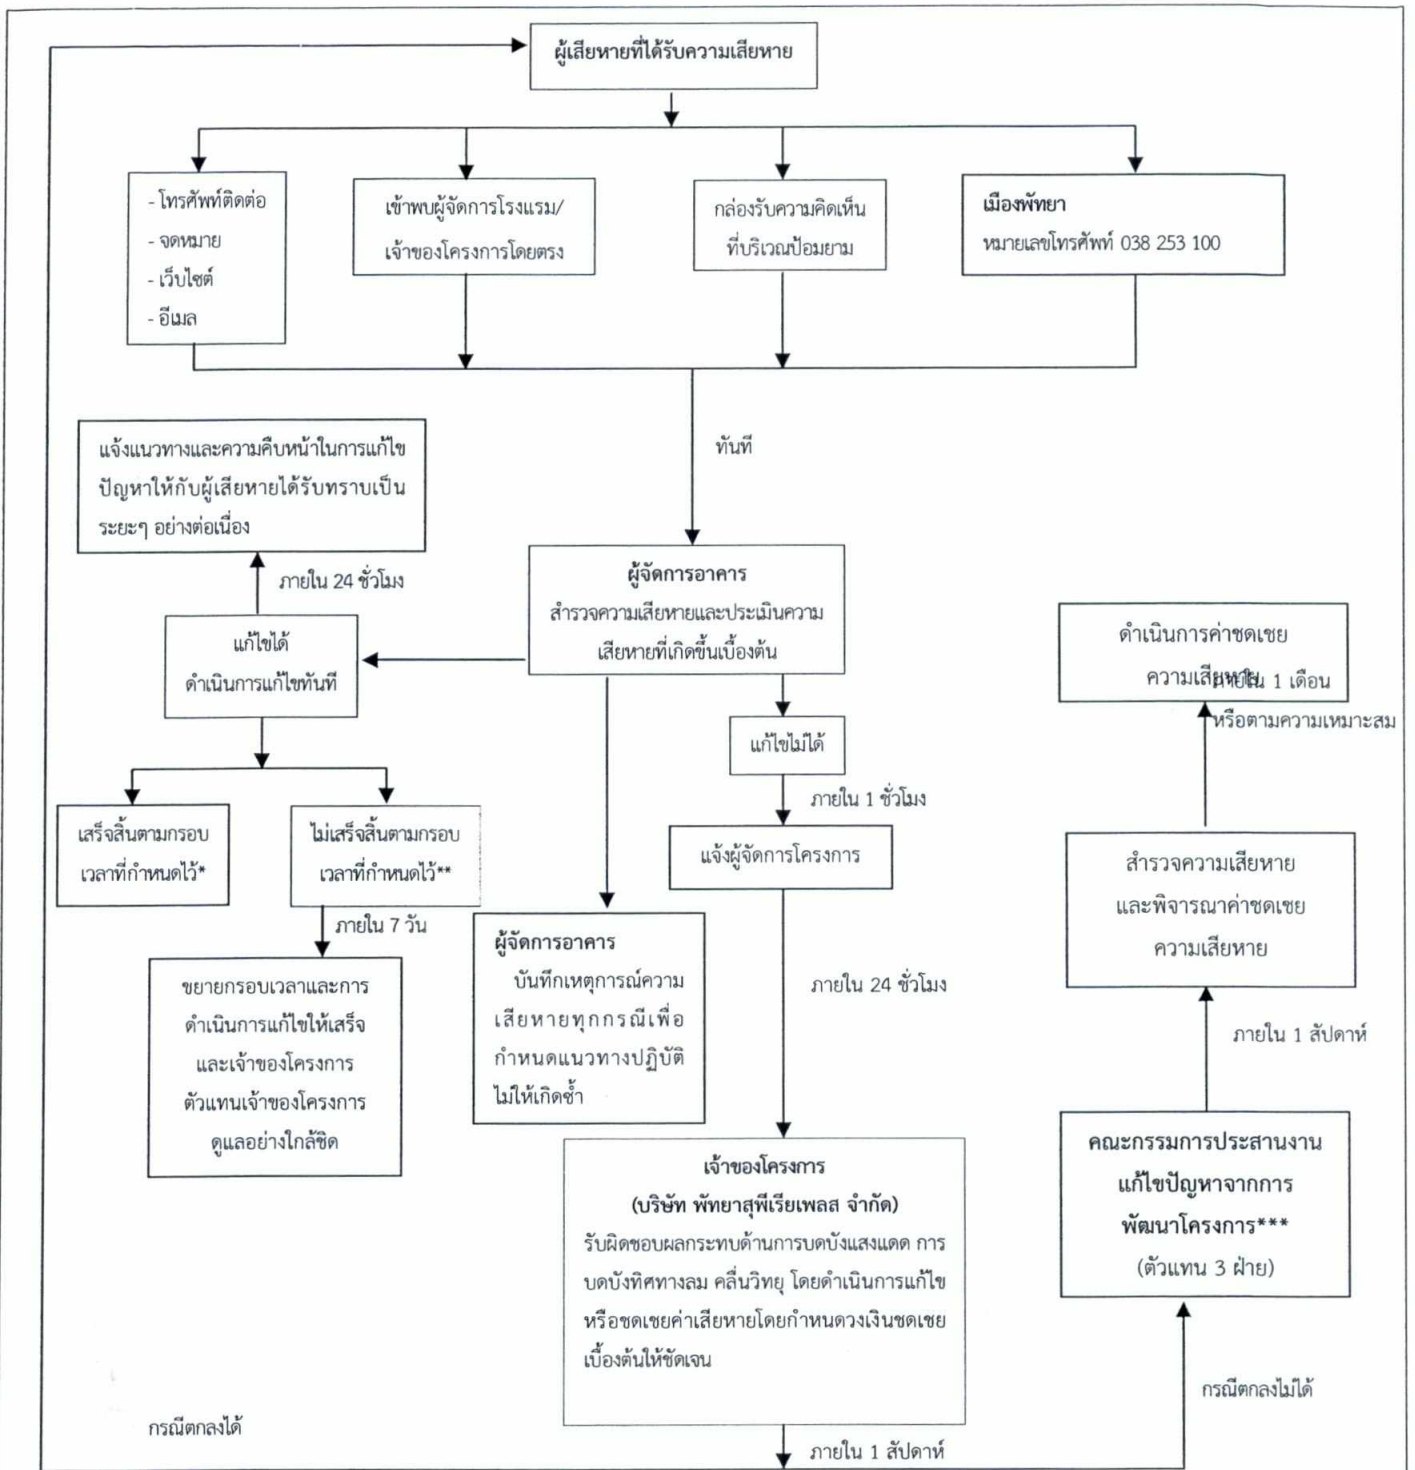 ผู้เสียหายที่ได้รับความเสียหาย
- โทรศัพท์ติดต่อ
- จดหมาย
- เว็บไซต์
- อีเมล
เข้าพบผู้จัดการโรงแรม/
เจ้าของโครงการโดยตรง
กล่องรับความคิดเห็น
ที่บริเวณป้อมยาม
เมืองพัทยา
หมายเลขโทรศัพท์ 038 253 100
ทันที
แจ้งแนวทางและความคืบหน้าในการแก้ไข
ปัญหาให้กับผู้เสียหายได้รับทราบเป็น
ระยะๆ อย่างต่อเนื่อง
ภายใน 24 ชั่วโมง
แก้ไขได้
ดำเนินการแก้ไขทันที
ผู้จัดการอาคาร
สำรวจความเสียหายและประเมินความ
เสียหายที่เกิดขึ้นเบื้องต้น
แก้ไขไม่ได้
ภายใน 1 ชั่วโมง
แจ้งผู้จัดการโครงการ
เสร็จสิ้นตามกรอบ
เวลาที่กำหนดไว้*
ไม่เสร็จสิ้นตามกรอบ
เวลาที่กำหนดไว้**
ภายใน 7 วัน
ขยายกรอบเวลาและการ
ดำเนินการแก้ไขให้เสร็จ
และเจ้าของโครงการ
ตัวแทนเจ้าของโครงการ
ดูแลอย่างใกล้ชิด
ผู้จัดการอาคาร
บันทึกเหตุการณ์ความ
เสียหายทุกกรณีเพื่อ
กำหนดแนวทางปฏิบัติ
ไม่ให้เกิดซ้ำ
ภายใน 24 ชั่วโมง
เจ้าของโครงการ
(บริษัท พัทยาสุพีเรียเพลส จำกัด)
รับผิดชอบผลกระทบด้านการบดบังแสงแดด การ
บดบังทิศทางลม คลื่นวิทยุ โดยดำเนินการแก้ไข
หรือชดเชยค่าเสียหายโดยกำหนดวงเงินชดเชย
เบื้องต้นให้ชัดเจน
ภายใน 1 สัปดาห์
กรณีตกลงได้
กรณีตกลงไม่ได้
คณะกรรมการประสานงาน
แก้ไขปัญหาจากการ
พัฒนาโครงการ***
(ตัวแทน 3 ฝ่าย)
ภายใน 1 สัปดาห์
สำรวจความเสียหาย
และพิจารณาค่าชดเชย
ความเสียหาย
ดำเนินการค่าชดเชย
ความเสียหาย
ภายใน 1 เดือน
หรือตามความเหมาะสม